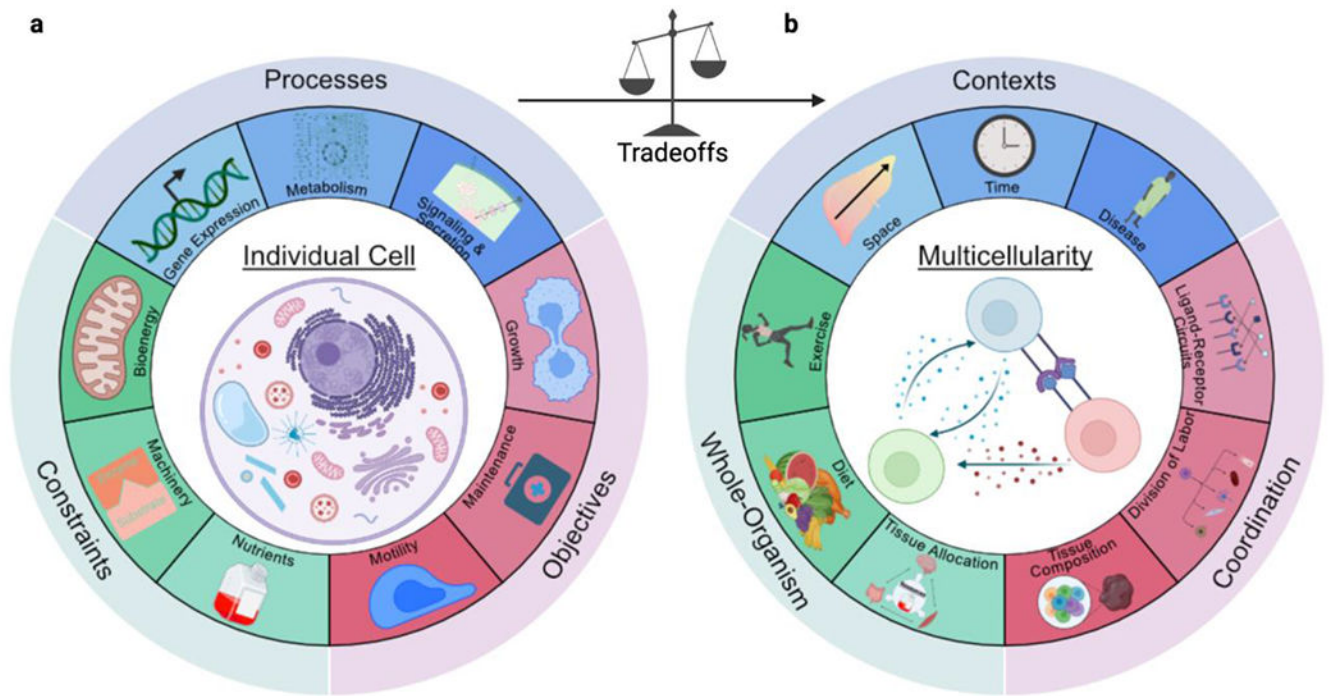 a
Processes
Metabolism
Gene Expression
Signaling &
Secretion
Individual Cell
Bioenergy
Growth
Machinery
Substrate
Maintenance
Nutrients
Motility
Constraints
Objectives
Tradeoffs
b
Contexts
Time
Space
Disease
Multicellularity
Exercise
Ligand-Receptor
Circuits
Diet
Division of Labor
Tissue Allocation
Tissue
Composition
Whole-Organism
Coordination